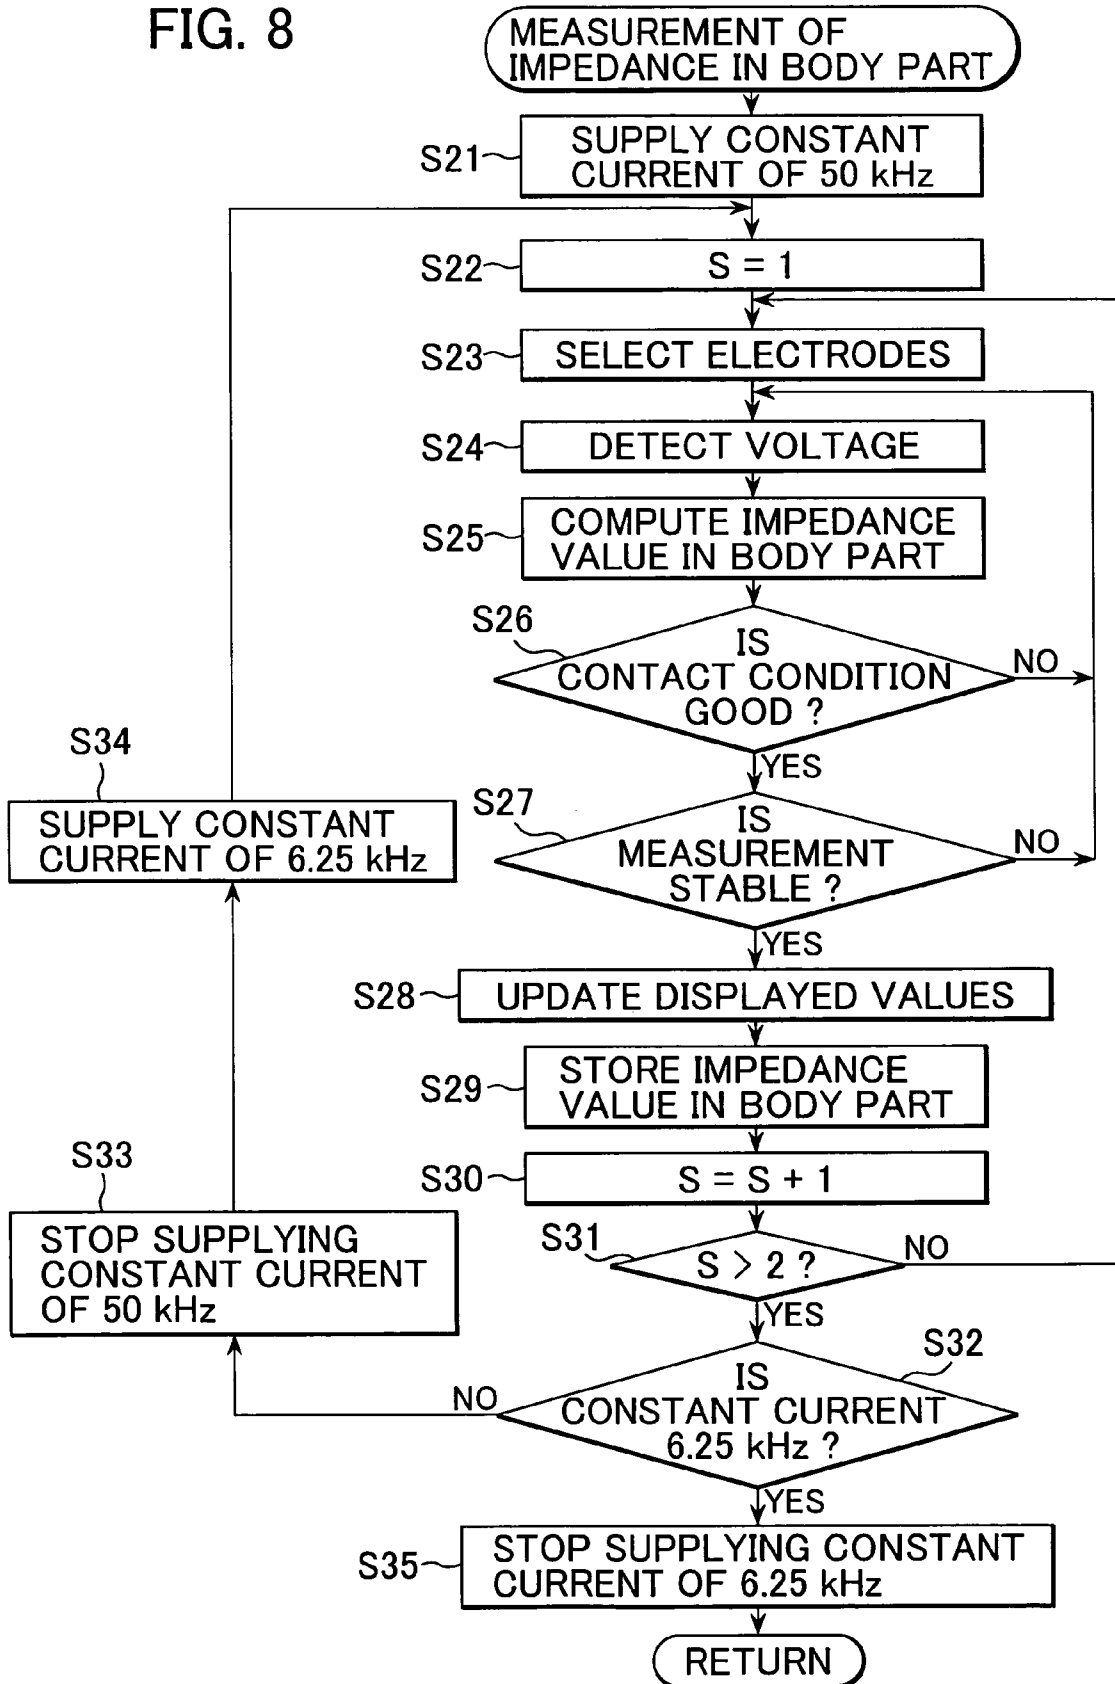 FIG. 8
MEASUREMENT OF
IMPEDANCE IN BODY PART
S21
SUPPLY CONSTANT
CURRENT OF 50 kHz
S22
S = 1
S23
SELECT ELECTRODES
S24
DETECT VOLTAGE
S25
COMPUTE IMPEDANCE
VALUE IN BODY PART
S26
IS
CONTACT CONDITION
GOOD ?
NO
YES
S27
IS
MEASUREMENT
STABLE ?
NO
YES
S28
UPDATE DISPLAYED VALUES
S29
STORE IMPEDANCE
VALUE IN BODY PART
S30
S = S + 1
S31
S > 2 ?
NO
YES
S32
IS
CONSTANT CURRENT
6.25 kHz ?
NO
YES
S33
STOP SUPPLYING
CONSTANT CURRENT
OF 50 kHz
S34
SUPPLY CONSTANT
CURRENT OF 6.25 kHz
S35
STOP SUPPLYING CONSTANT
CURRENT OF 6.25 kHz
RETURN